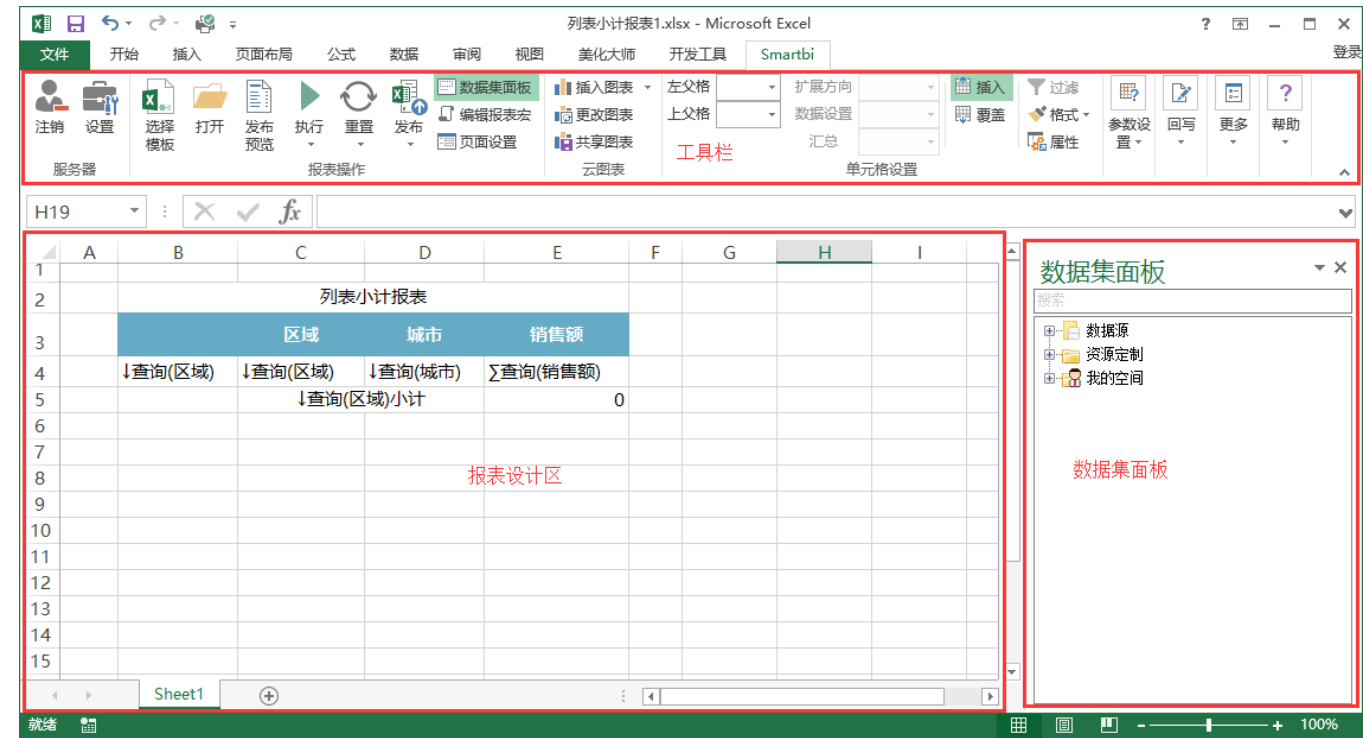 列表小计报表1.xlsx - Microsoft Excel
文件 开始 插入 页面布局 公式 数据 审阅 视图 美化大师 开发工具 Smartbi 登录
注销 设置 选择模板 打开 发布预览 执行 重置 发布
数据集面板
编辑报表宏
页面设置
插入图表
更改图表
共享图表
左父格
上父格
工具栏
扩展方向
数据设置
汇总
插入
覆盖
过滤
格式
属性
参数设置 回写 更多 帮助
服务器 报表操作 云图表 单元格设置
H19 fx
A B C D E F G H I
1
2 列表小计报表
3 区域 城市 销售额
4 ↓查询(区域) ↓查询(区域) ↓查询(城市) ∑查询(销售额)
5 ↓查询(区域)小计 0
6
7
8 报表设计区
9
10
11
12
13
14
15
数据集面板
搜索
数据源
资源定制
我的空间
数据集面板
Sheet1
就绪 100%